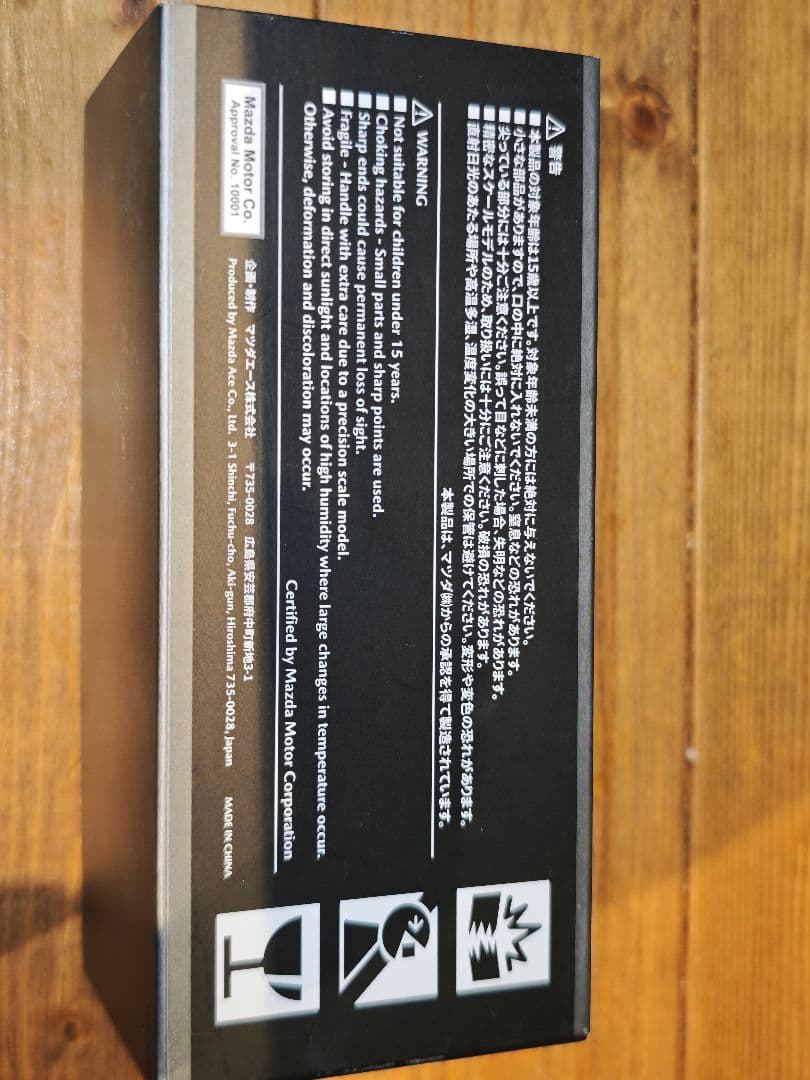 ⚠ 警告
■本製品の対象年齢は15歳以上です。対象年齢未満の方には絶対に与えないでください。
■小さな部品がありますので、口の中に絶対に入れないでください。窒息などの恐れがあります。
■尖っている部分には十分ご注意ください。誤って目などに刺した場合、失明などの恐れがあります。
■精密なスケールモデルのため、取り扱いには十分にご注意ください。破損の恐れがあります。
■直射日光のあたる場所や高温多湿、温度変化の大きい場所での保管は避けてください。変形や変色の恐れがあります。
本製品は、マツダ㈱からの承認を得て製造されています。
⚠ WARNING
■Not suitable for children under 15 years.
■Choking hazards - Small parts and sharp points are used.
■Sharp ends could cause permanent loss of sight.
■Fragile - Handle with extra care due to a precision scale model.
■Avoid storing in direct sunlight and locations of high humidity where large changes in temperature occur.
Otherwise, deformation and discoloration may occur.
Certified by Mazda Motor Corporation
Mazda Motor Co.
Approval No. 10001
企画・制作 マツダエース株式会社 〒735-0028 広島県安芸郡府中町新地3-1
Produced by Mazda Ace Co., Ltd. 3-1 Shinchi, Fuchu-cho, Aki-gun, Hiroshima 735-0028, Japan MADE IN CHINA